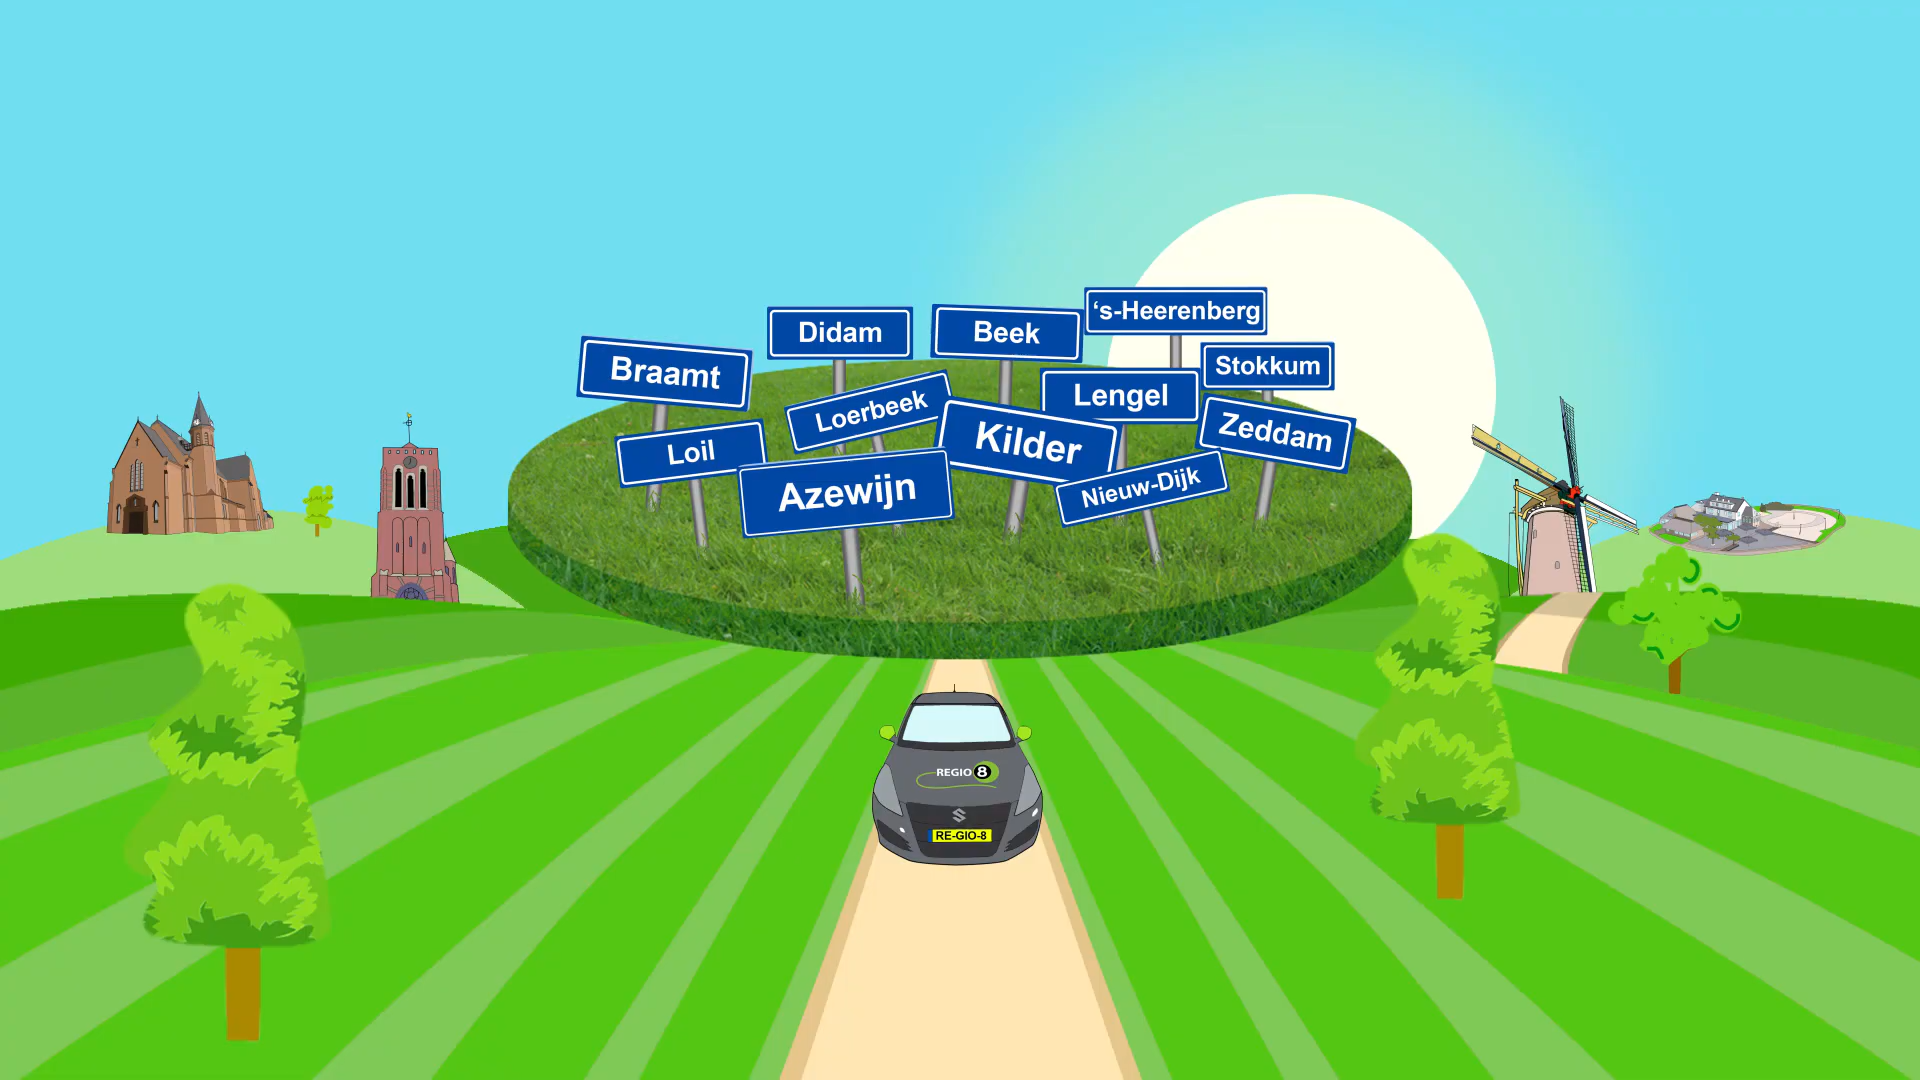 's-Heerenberg
Didam
Beek
Braamt
Stokkum
Lengel
Loerbeek
Zeddam
Kilder
Loil
Nieuw-Dijk
Azewijn
REGIO 8
RE-GIO-8